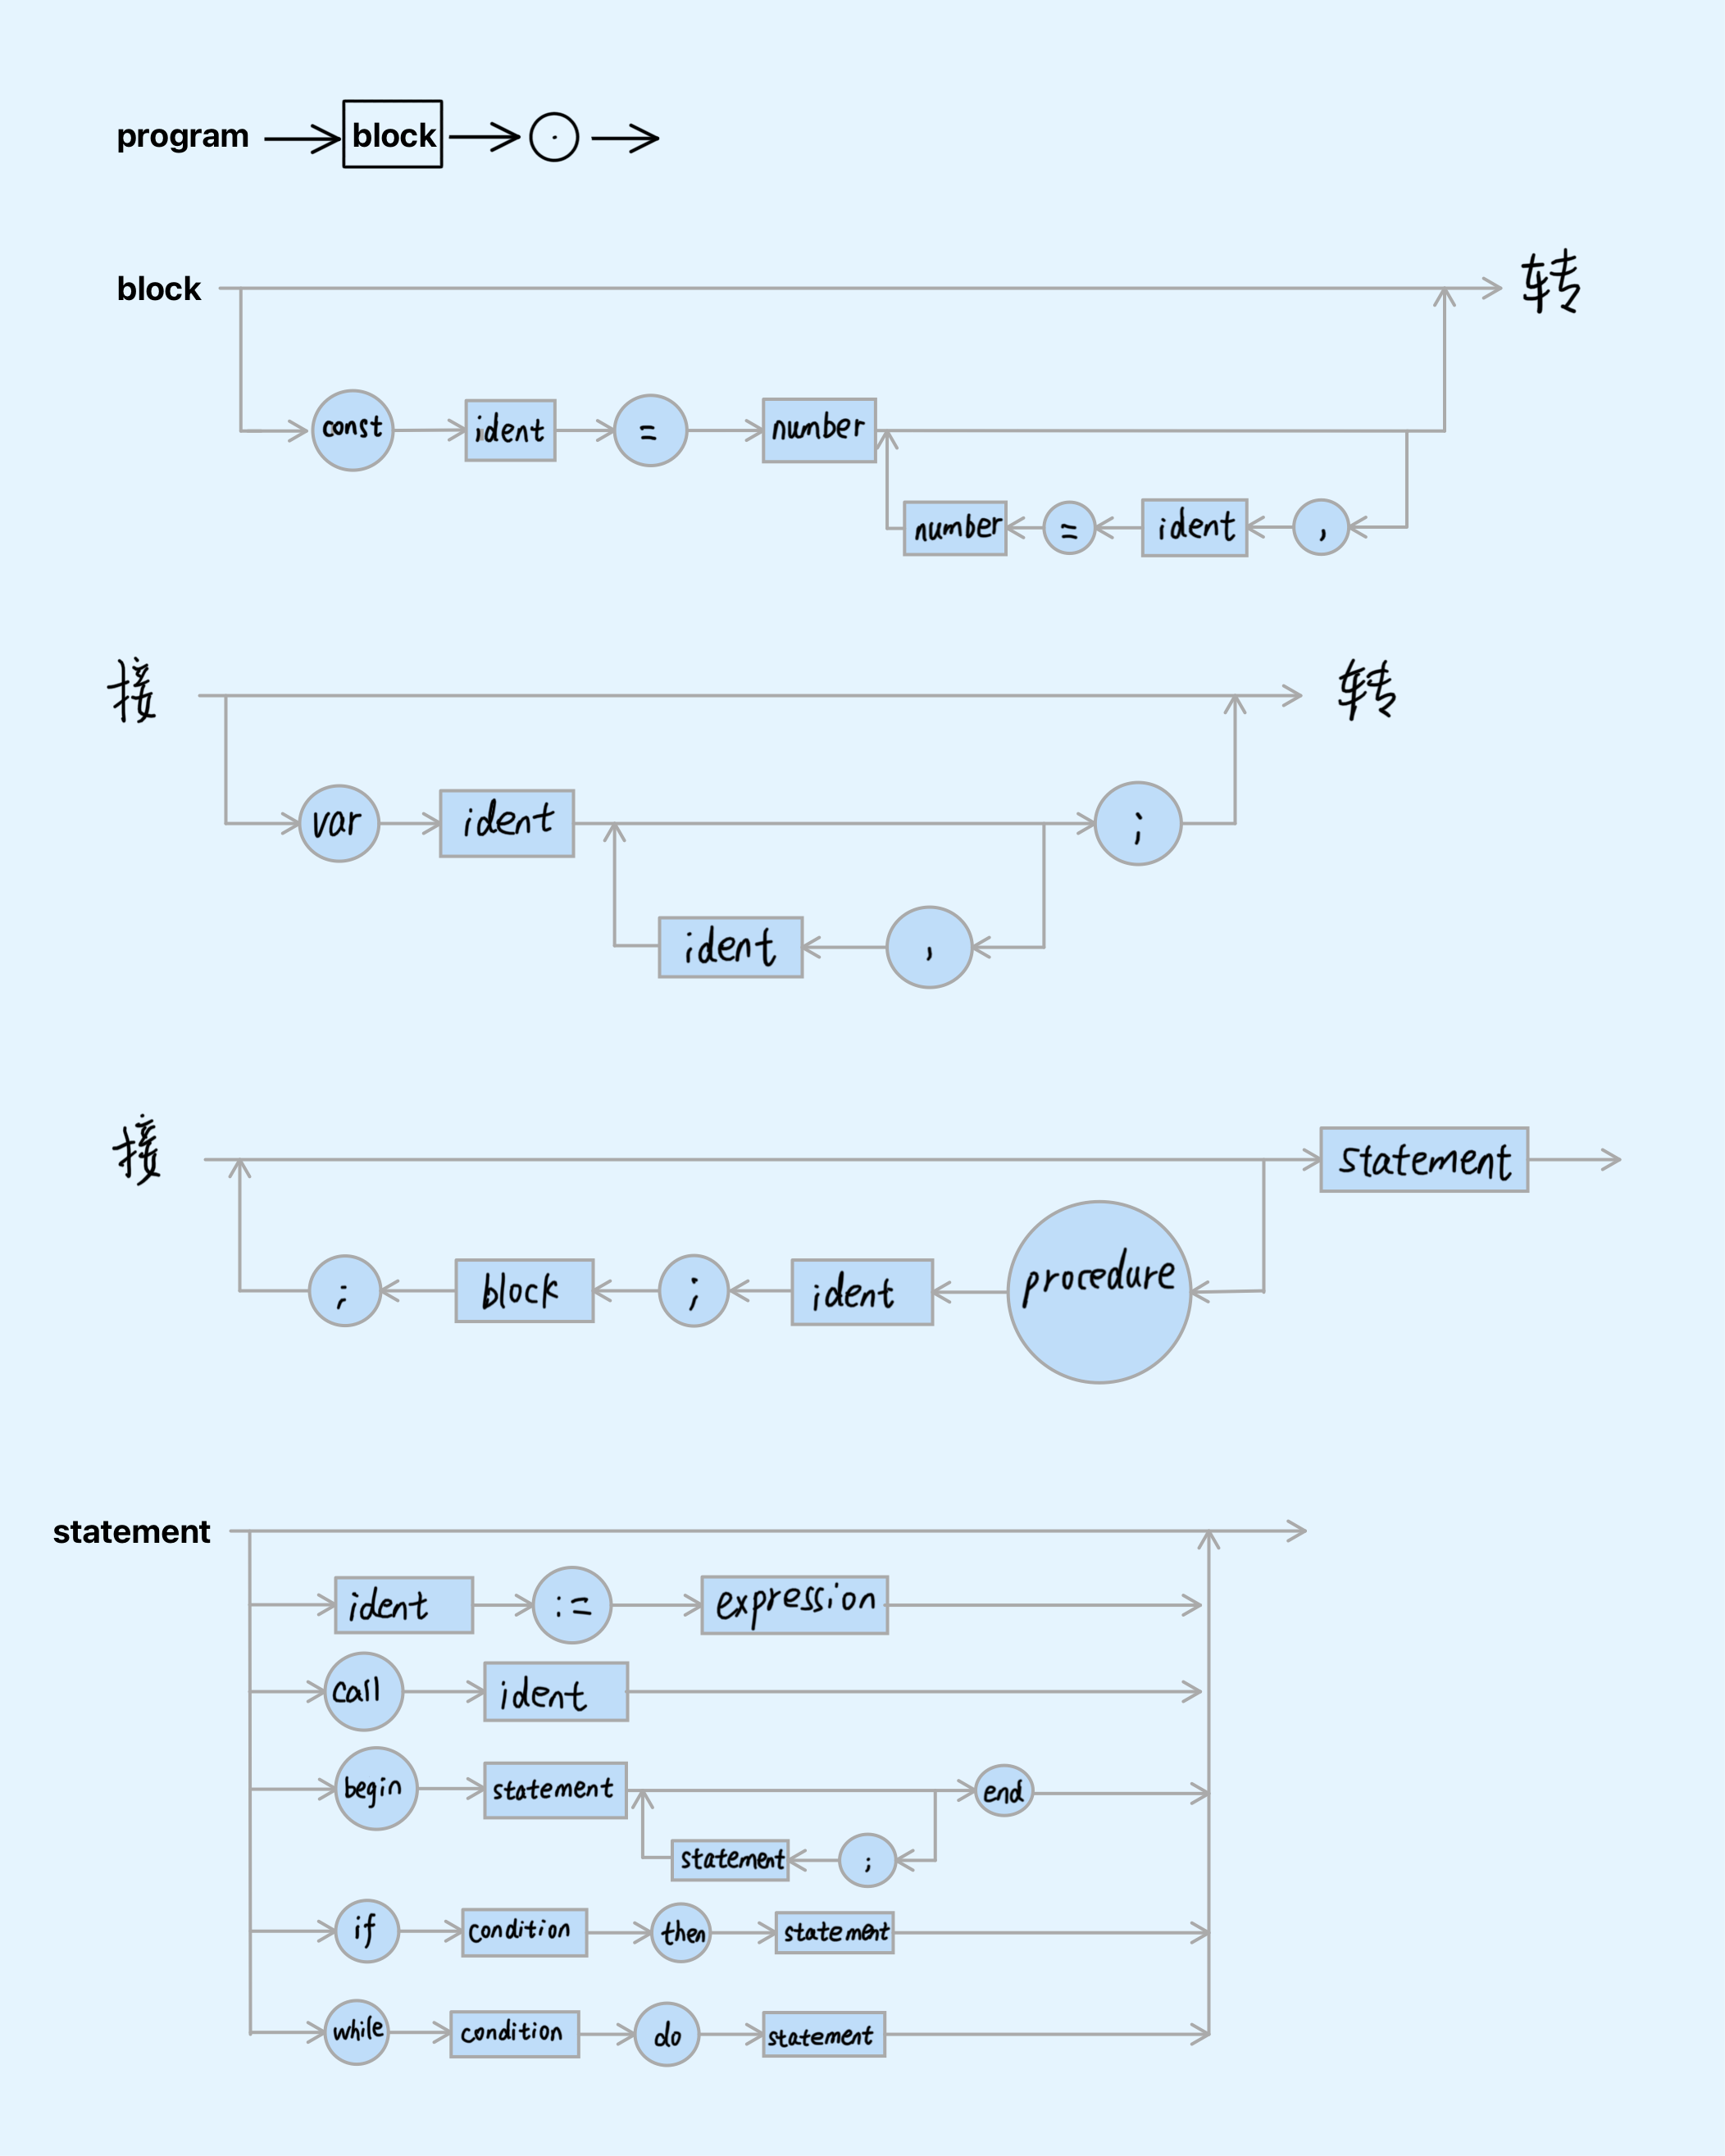 program block .
block 转
const ident = number
number = ident ,
接 转
var ident ;
ident ,
接 statement
; block ; ident procedure
statement
ident := expression
call ident
begin statement end
statement ;
if condition then statement
while condition do statement